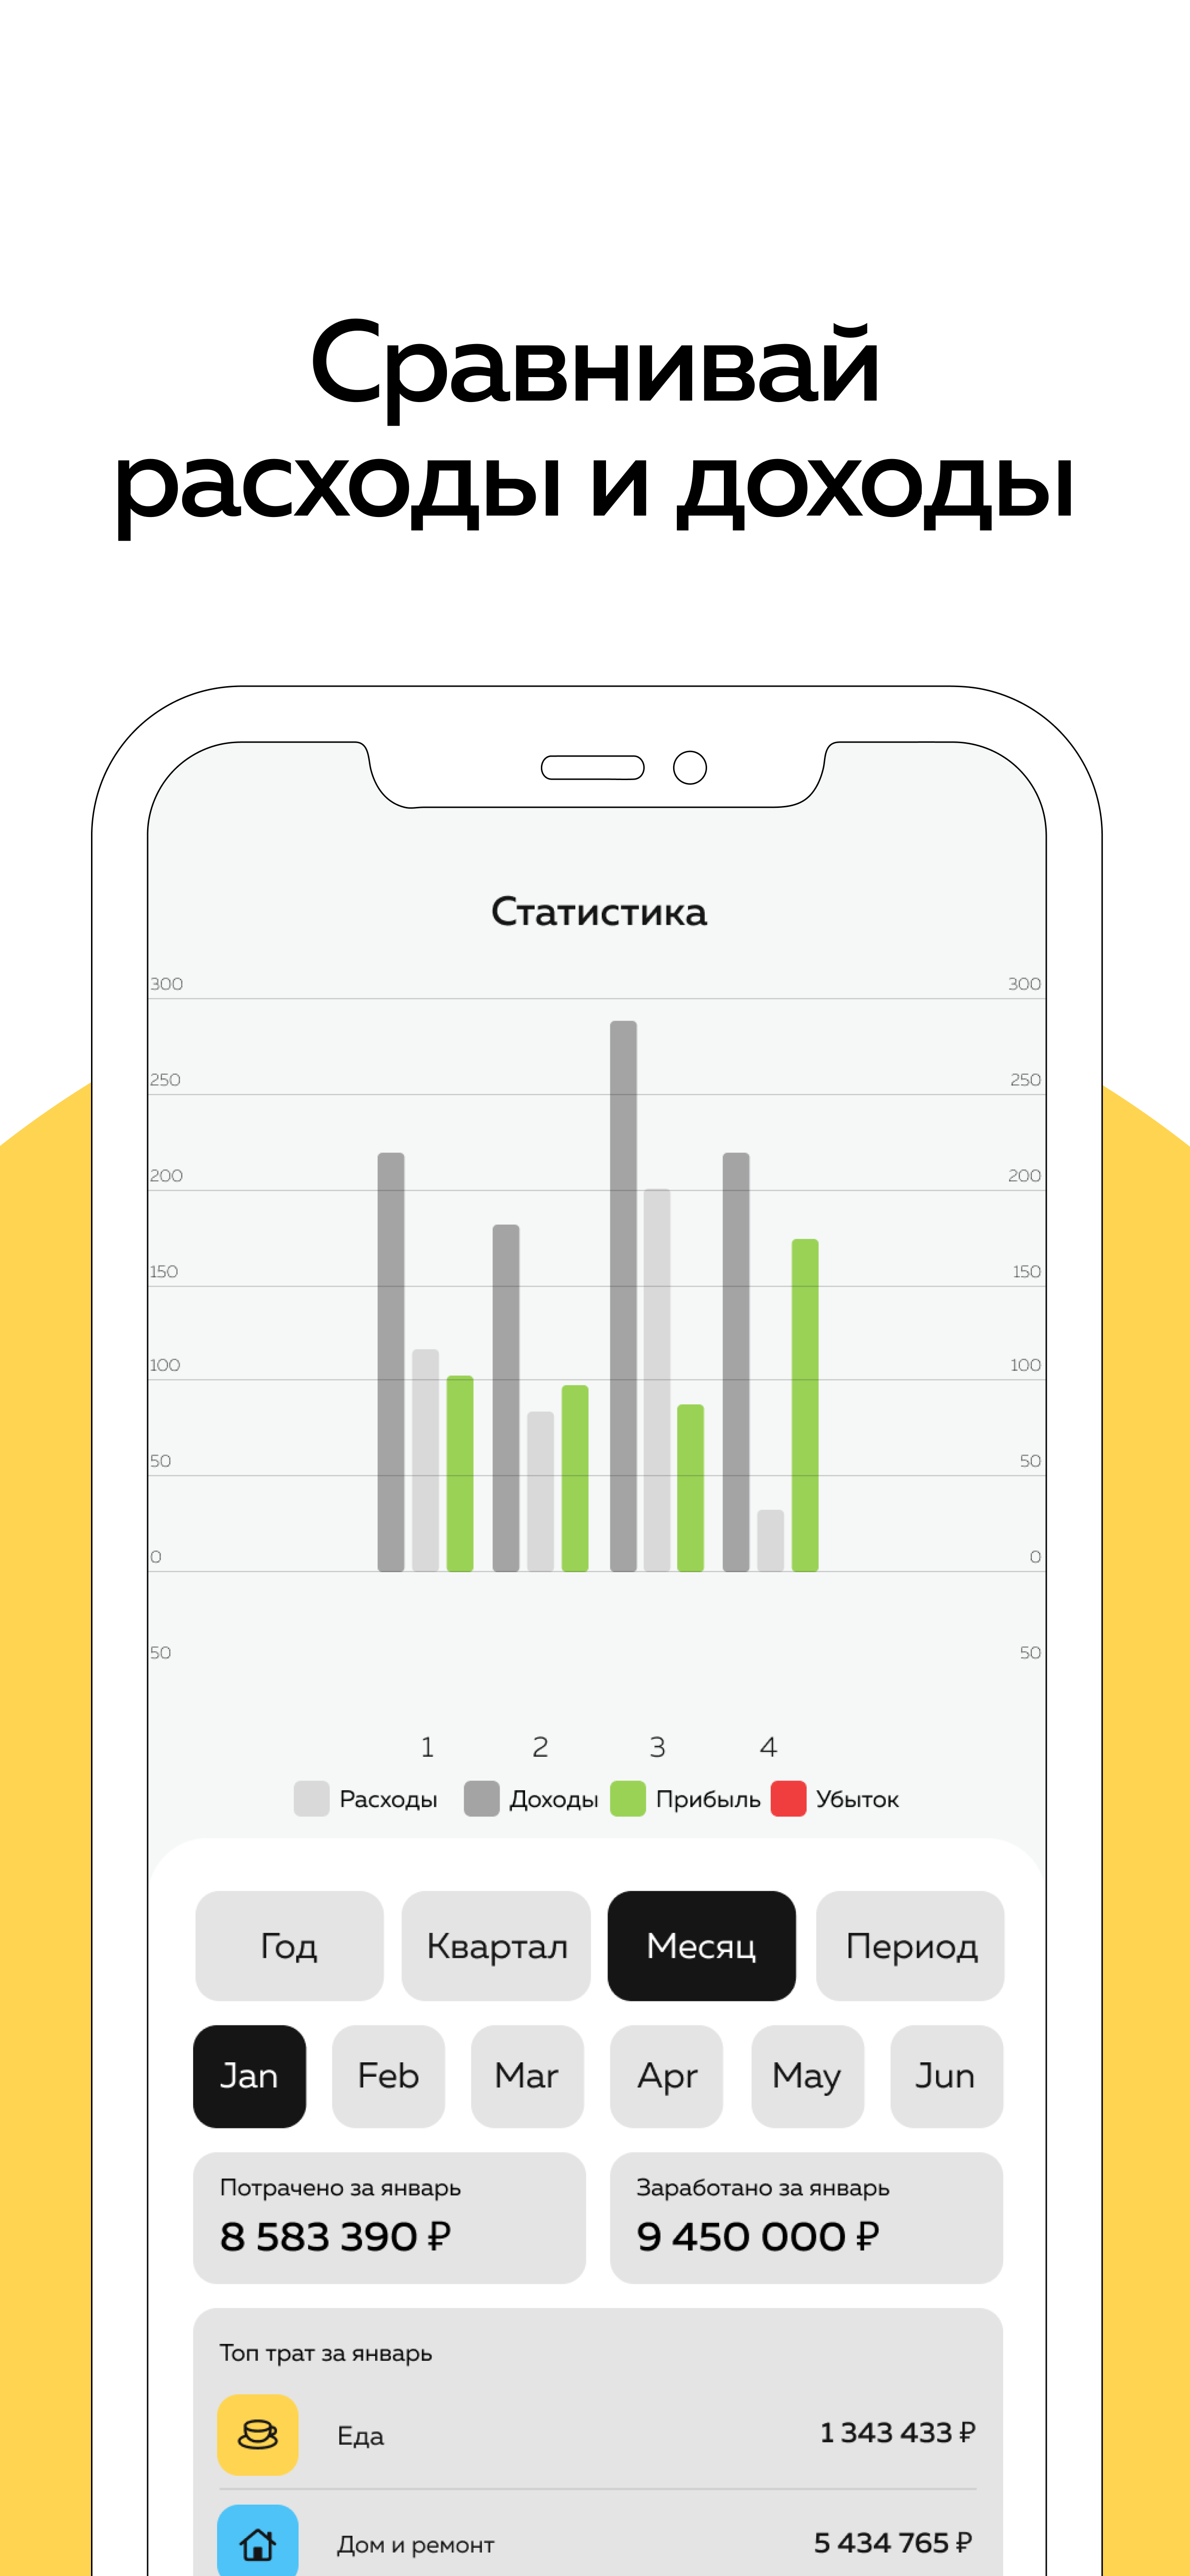 Сравнивай
расходы и доходы
Статистика
300 300
250 250
200 200
150 150
100 100
50 50
0 0
50 50
1 2 3 4
Расходы Доходы Прибыль Убыток
Год Квартал Месяц Период
Jan Feb Mar Apr May Jun
Потрачено за январь
8 583 390 ₽
Заработано за январь
9 450 000 ₽
Топ трат за январь
Еда 1 343 433 ₽
Дом и ремонт 5 434 765 ₽